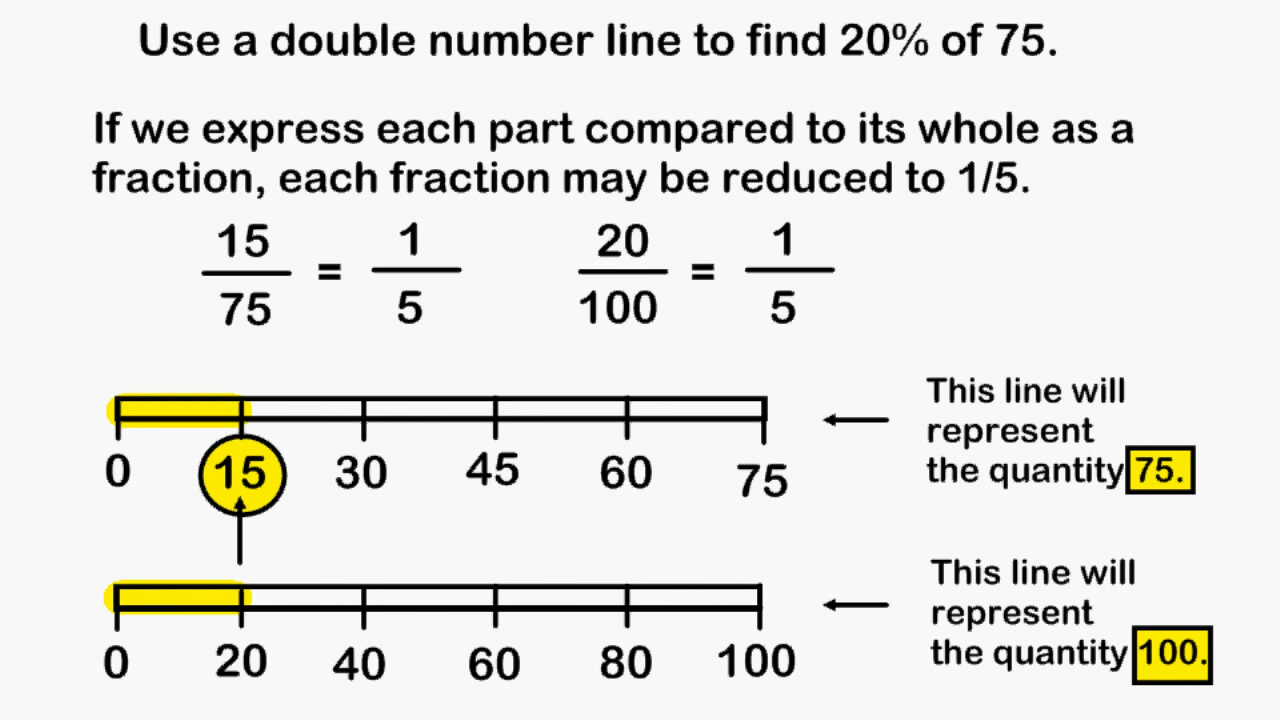 Use a double number line to find 20% of 75.
If we express each part compared to its whole as a
fraction, each fraction may be reduced to 1/5.
15/75 = 1/5 20/100 = 1/5
This line will
represent
the quantity 75.
0 15 30 45 60 75
This line will
represent
the quantity 100.
0 20 40 60 80 100